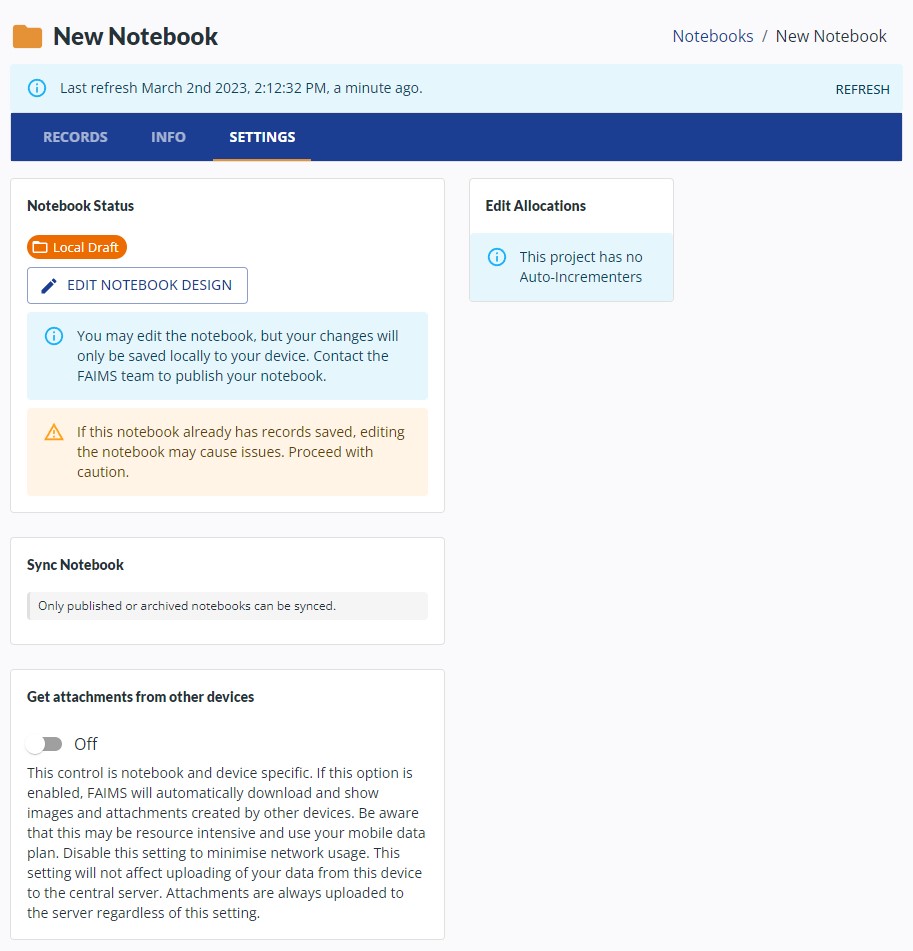 New Notebook
Notebooks / New Notebook
Last refresh March 2nd 2023, 2:12:32 PM, a minute ago.
REFRESH
RECORDS INFO SETTINGS
Notebook Status
Local Draft
EDIT NOTEBOOK DESIGN
You may edit the notebook, but your changes will
only be saved locally to your device. Contact the
FAIMS team to publish your notebook.
If this notebook already has records saved, editing
the notebook may cause issues. Proceed with
caution.
Edit Allocations
This project has no
Auto-Incrementers
Sync Notebook
Only published or archived notebooks can be synced.
Get attachments from other devices
Off
This control is notebook and device specific. If this option is
enabled, FAIMS will automatically download and show
images and attachments created by other devices. Be aware
that this may be resource intensive and use your mobile data
plan. Disable this setting to minimise network usage. This
setting will not affect uploading of your data from this device
to the central server. Attachments are always uploaded to
the server regardless of this setting.